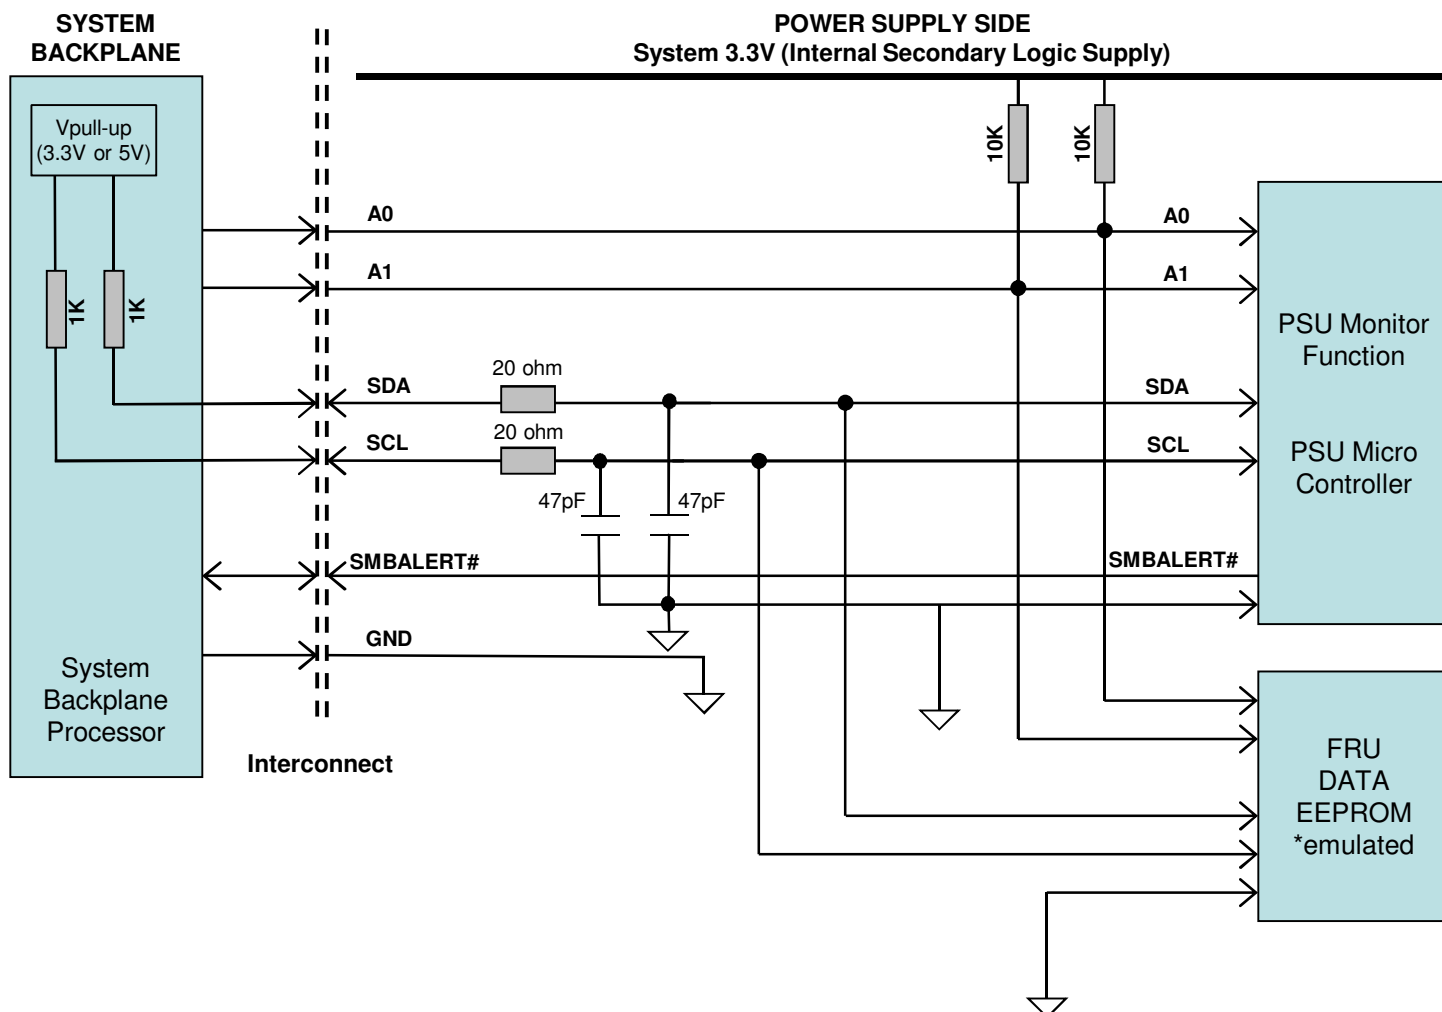 SYSTEM
BACKPLANE
POWER SUPPLY SIDE
System 3.3V (Internal Secondary Logic Supply)
Vpull-up
(3.3V or 5V)
10K
10K
A0
A0
A1
A1
1K
1K
PSU Monitor
Function
20 ohm
SDA
SDA
20 ohm
SCL
SCL
PSU Micro
Controller
47pF
47pF
SMBALERT#
SMBALERT#
GND
System
Backplane
Processor
Interconnect
FRU
DATA
EEPROM
*emulated